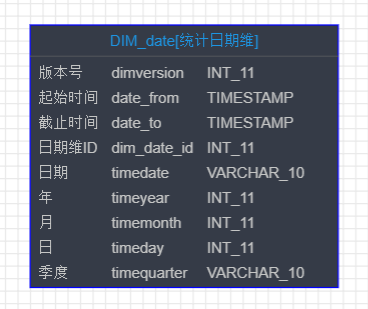 DIM_date[统计日期维]
版本号 dimversion INT_11
起始时间 date_from TIMESTAMP
截止时间 date_to TIMESTAMP
日期维ID dim_date_id INT_11
日期 timedate VARCHAR_10
年 timeyear INT_11
月 timemonth INT_11
日 timeday INT_11
季度 timequarter VARCHAR_10